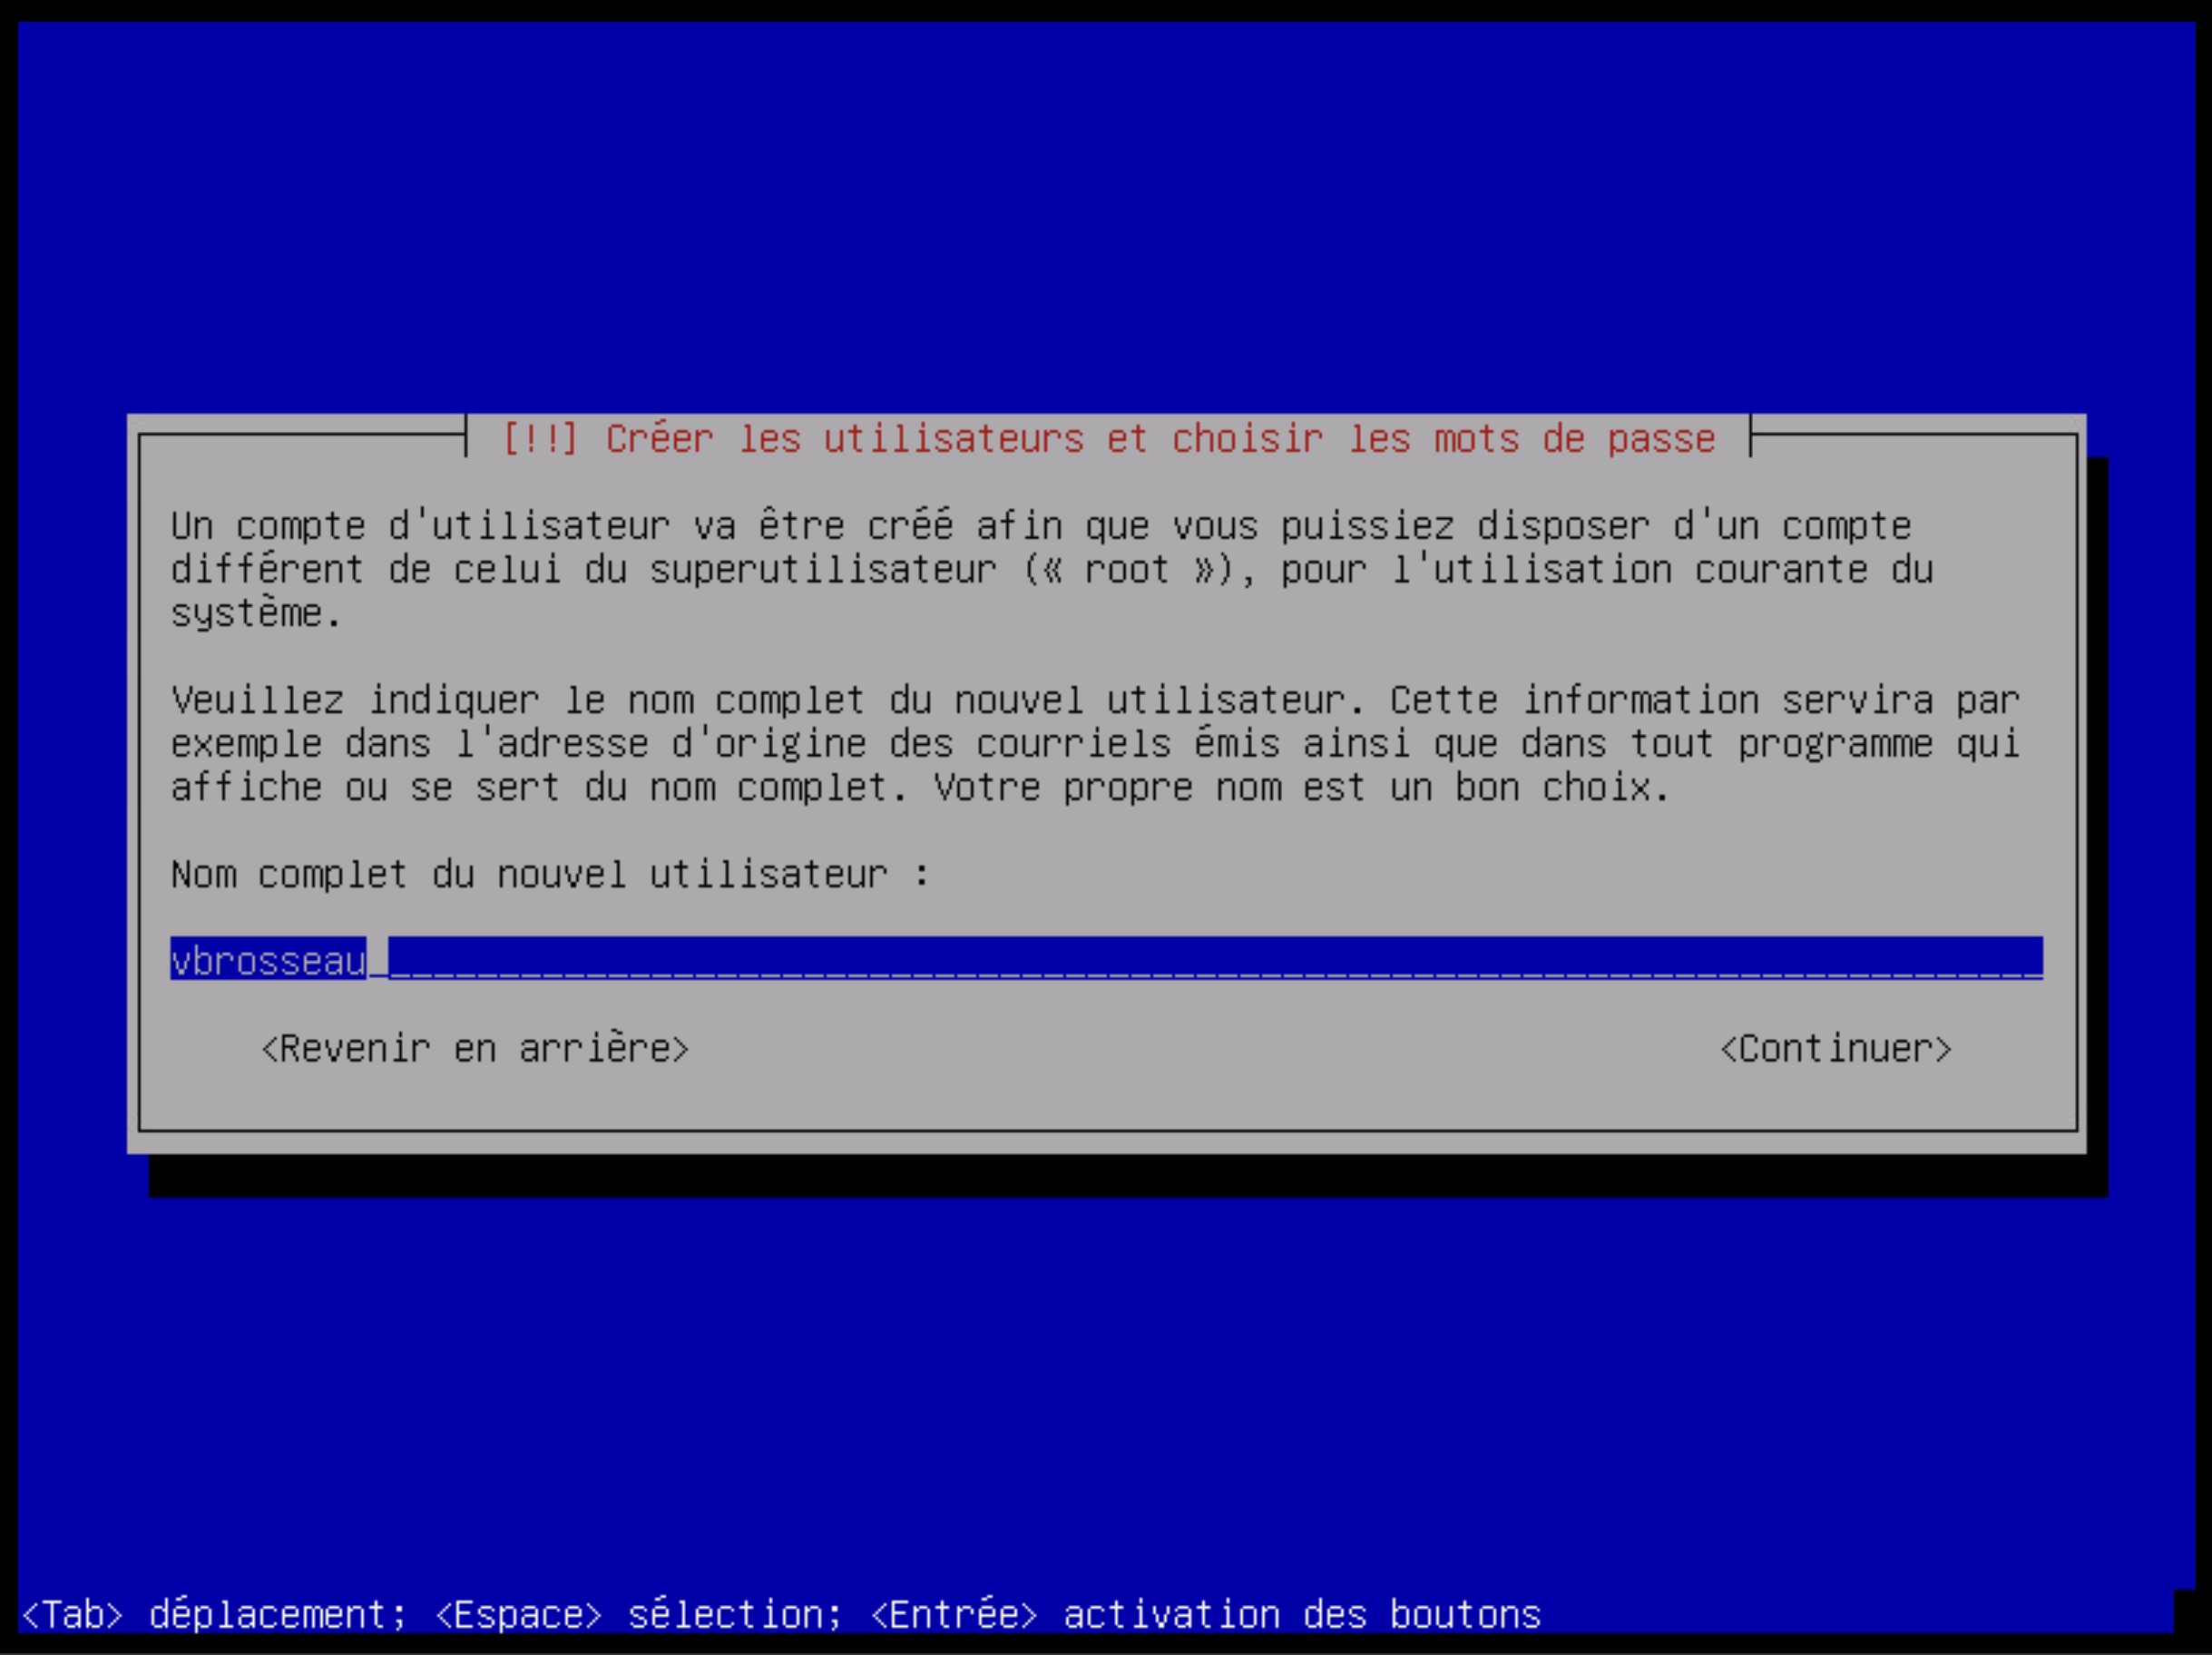 [!!] Créer les utilisateurs et choisir les mots de passe
Un compte d'utilisateur va être créé afin que vous puissiez disposer d'un compte
différent de celui du superutilisateur (« root »), pour l'utilisation courante du
système.
Veuillez indiquer le nom complet du nouvel utilisateur. Cette information servira par
exemple dans l'adresse d'origine des courriels émis ainsi que dans tout programme qui
affiche ou se sert du nom complet. Votre propre nom est un bon choix.
Nom complet du nouvel utilisateur :
vbrosseau
<Revenir en arrière> <Continuer>
<Tab> déplacement; <Espace> sélection; <Entrée> activation des boutons